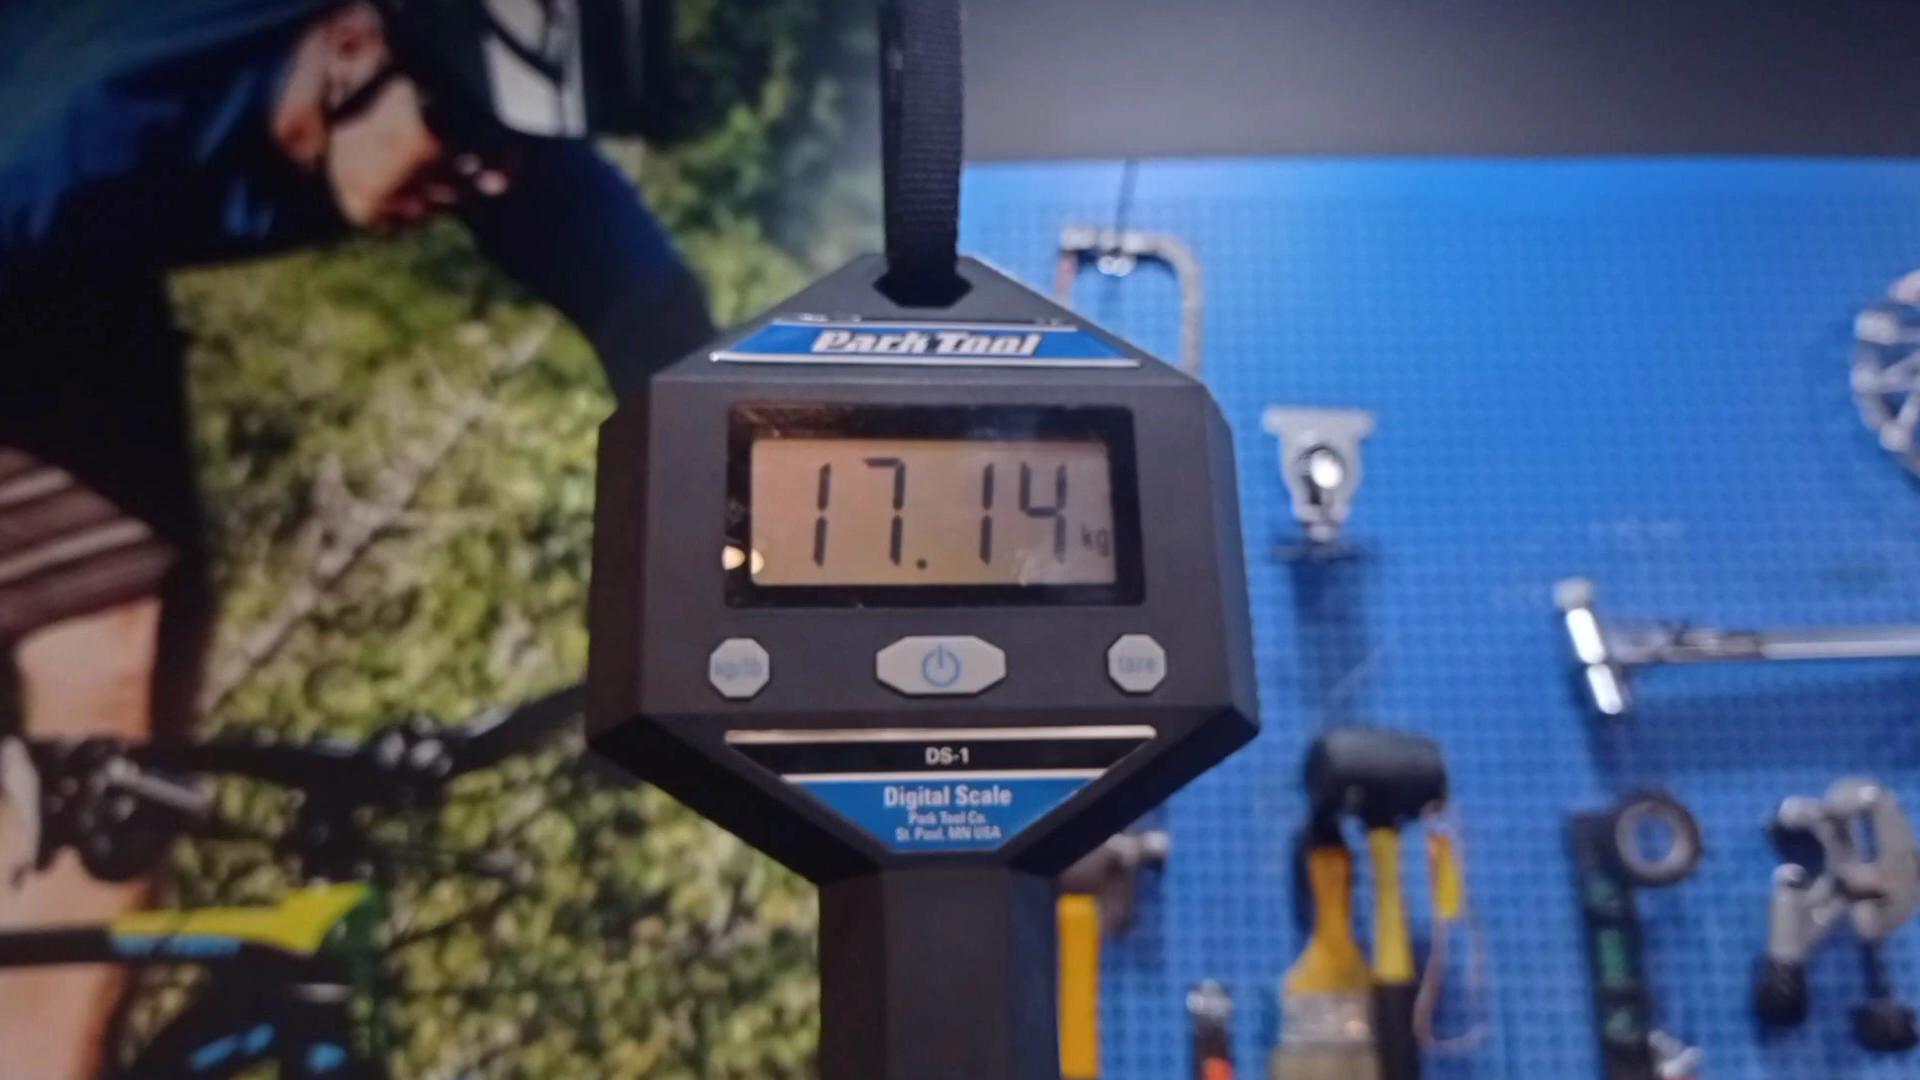 Park Tool
17.14 kg
kg/lb
tare
DS-1
Digital Scale
Park Tool Co.
St. Paul, MN USA